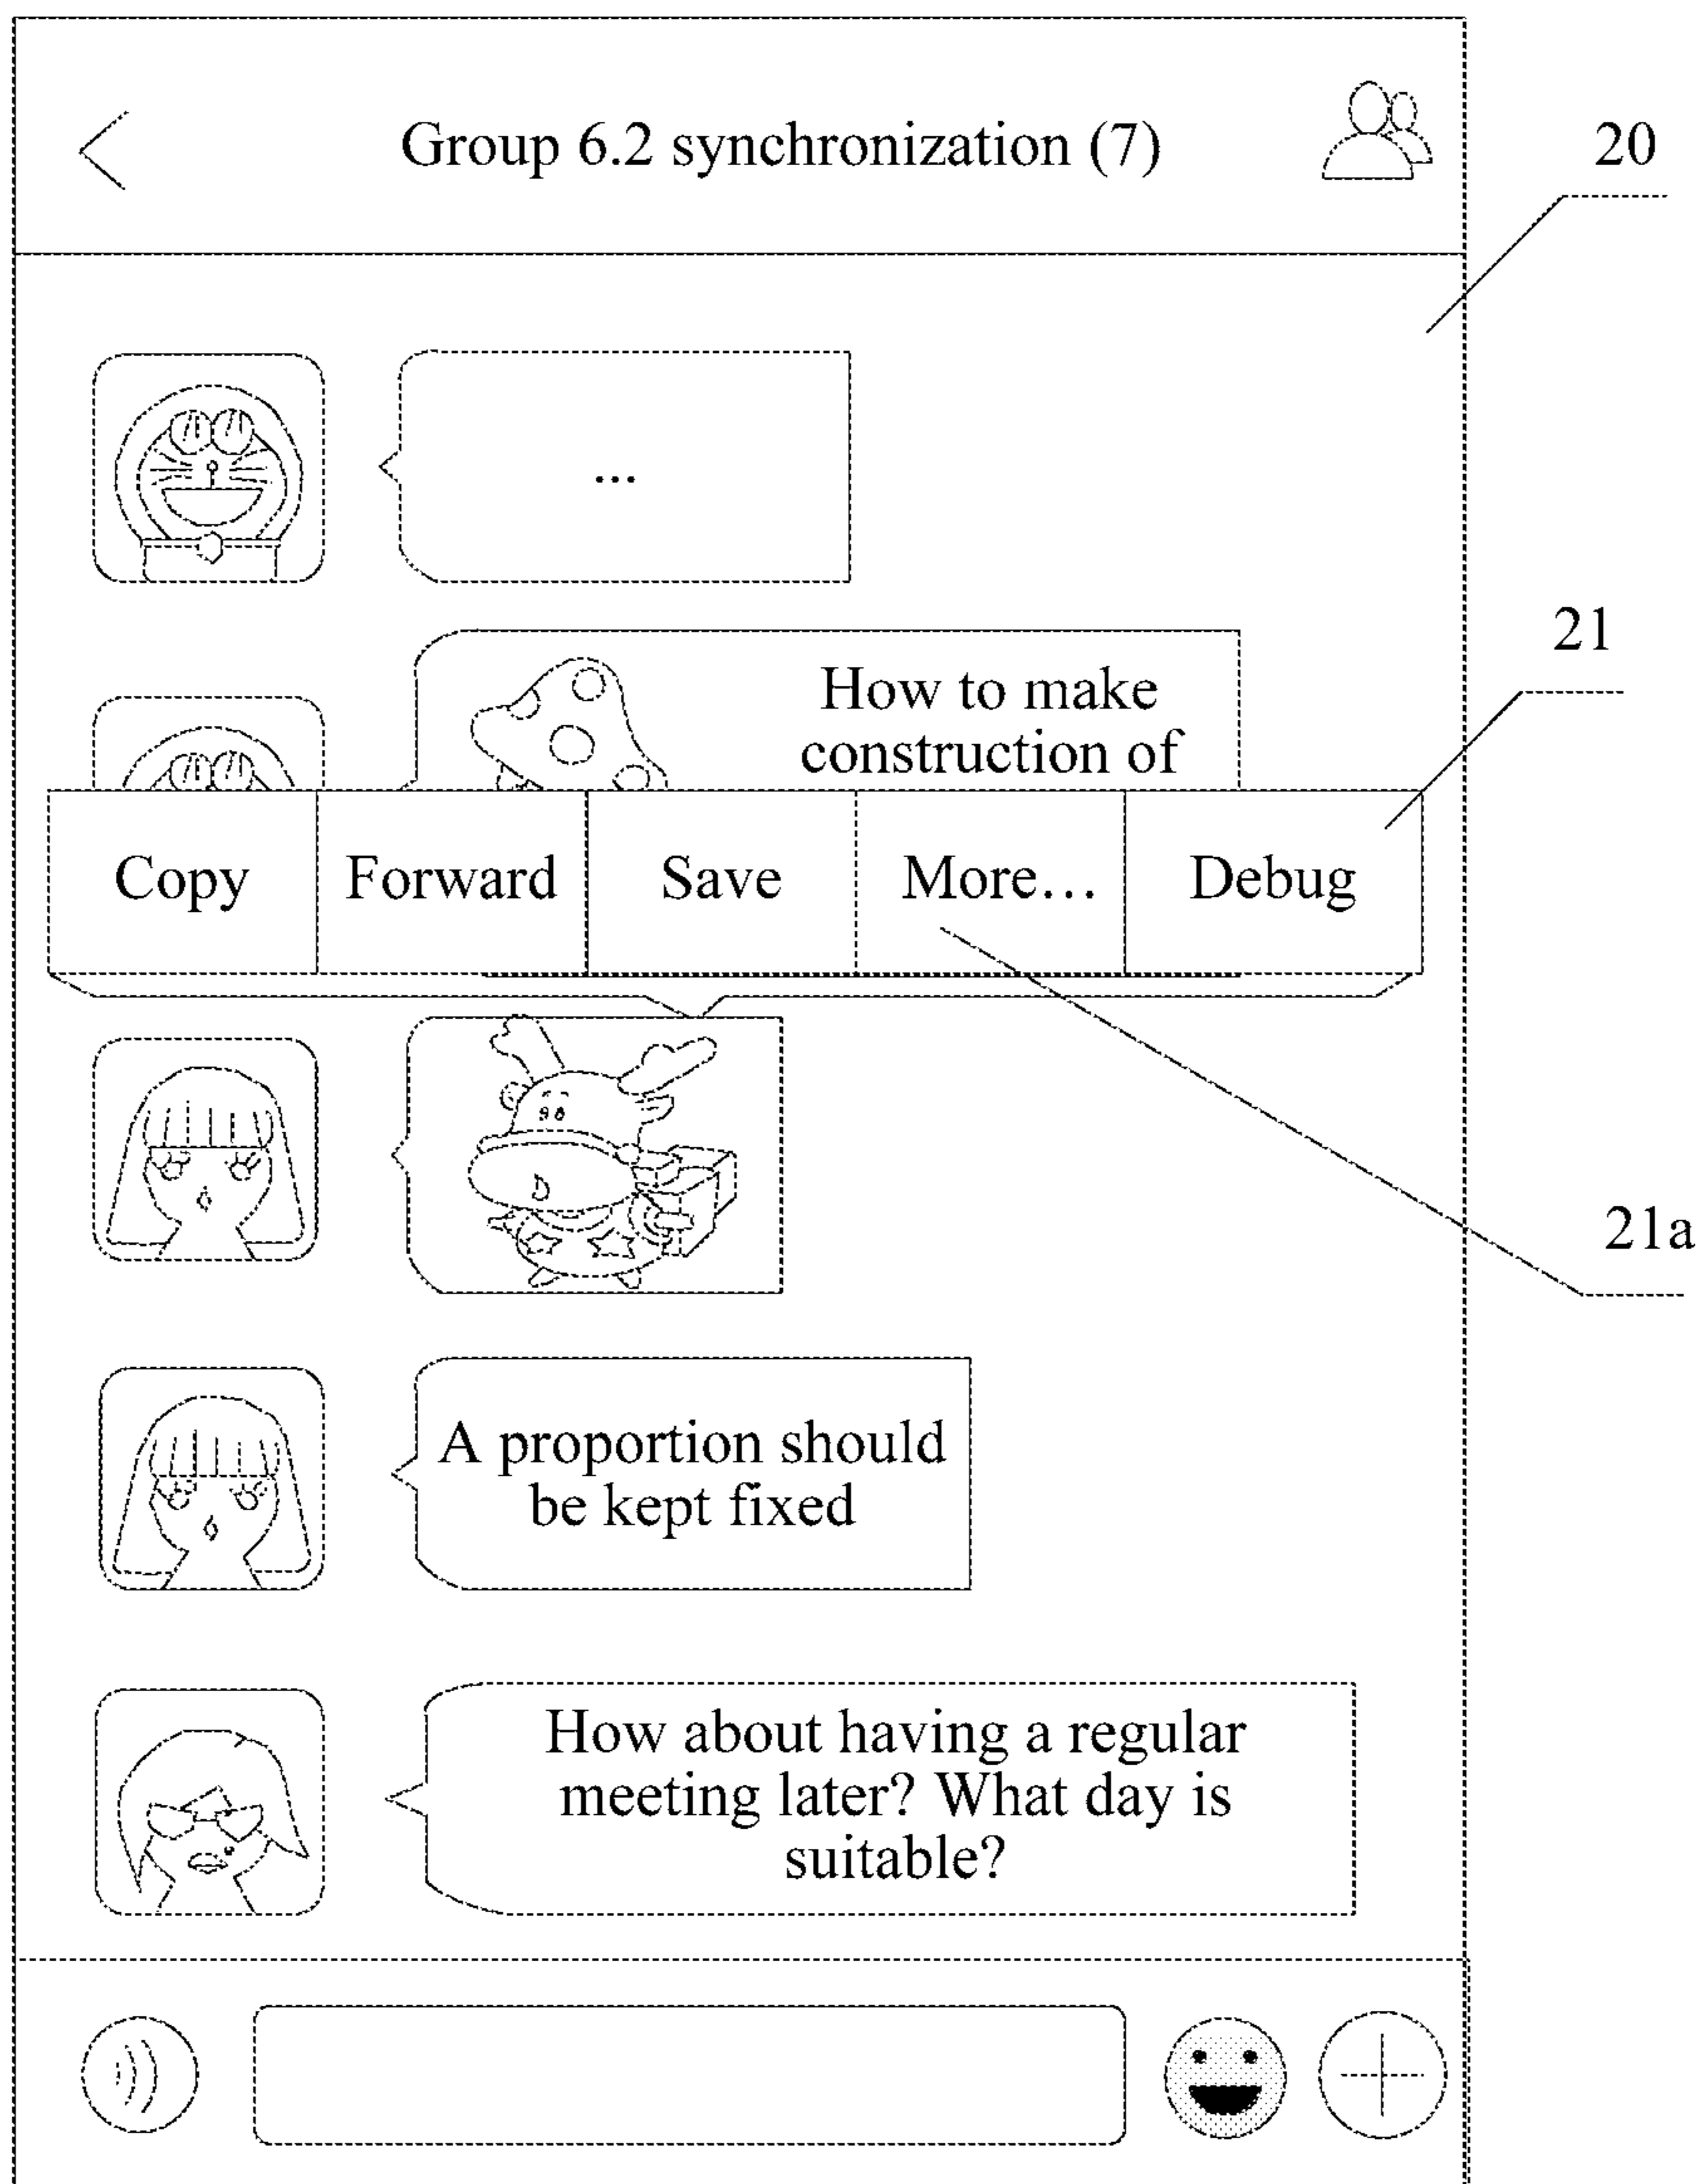 Group 6.2 synchronization (7)
20
...
21
How to make
construction of
Copy
Forward
Save
More...
Debug
21a
A proportion should
be kept fixed
How about having a regular
meeting later? What day is
suitable?